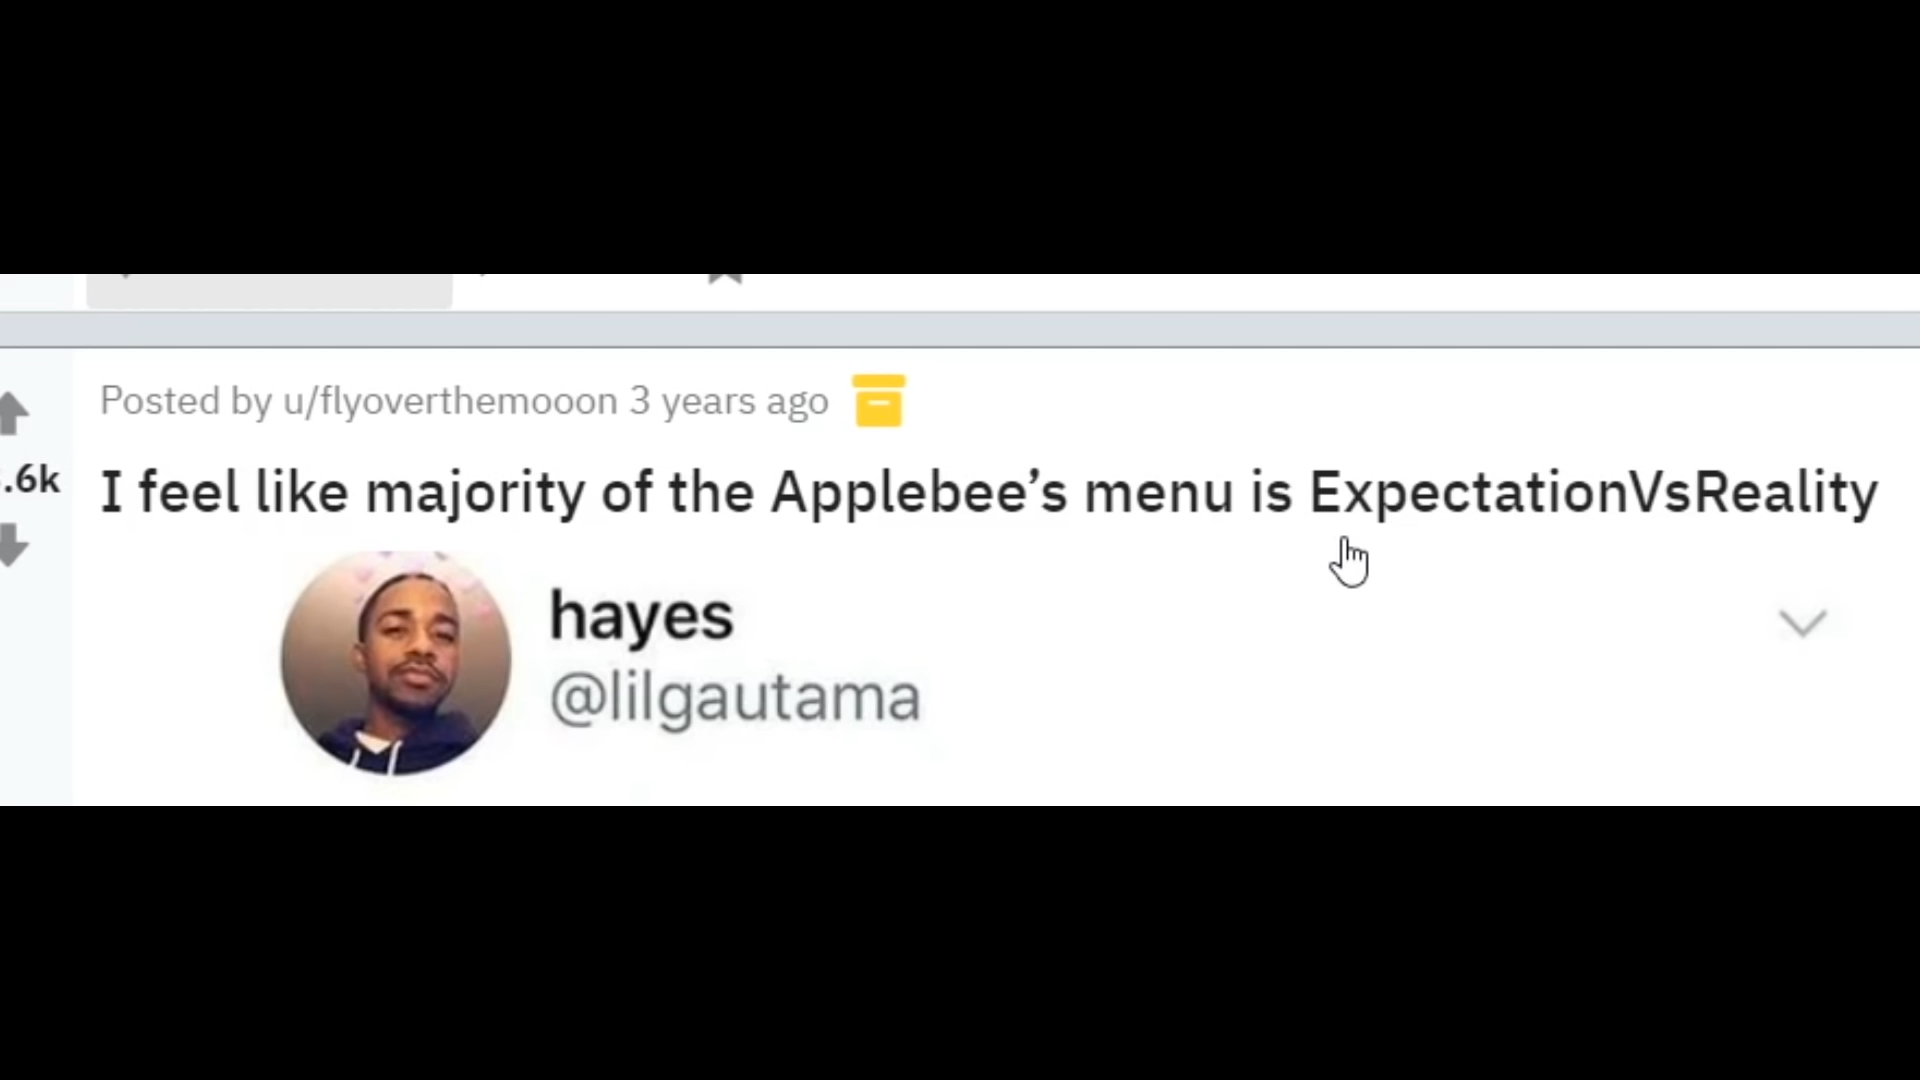 Posted by u/flyoverthemooon 3 years ago
.6k
I feel like majority of the Applebee’s menu is ExpectationVsReality
hayes
@lilgautama